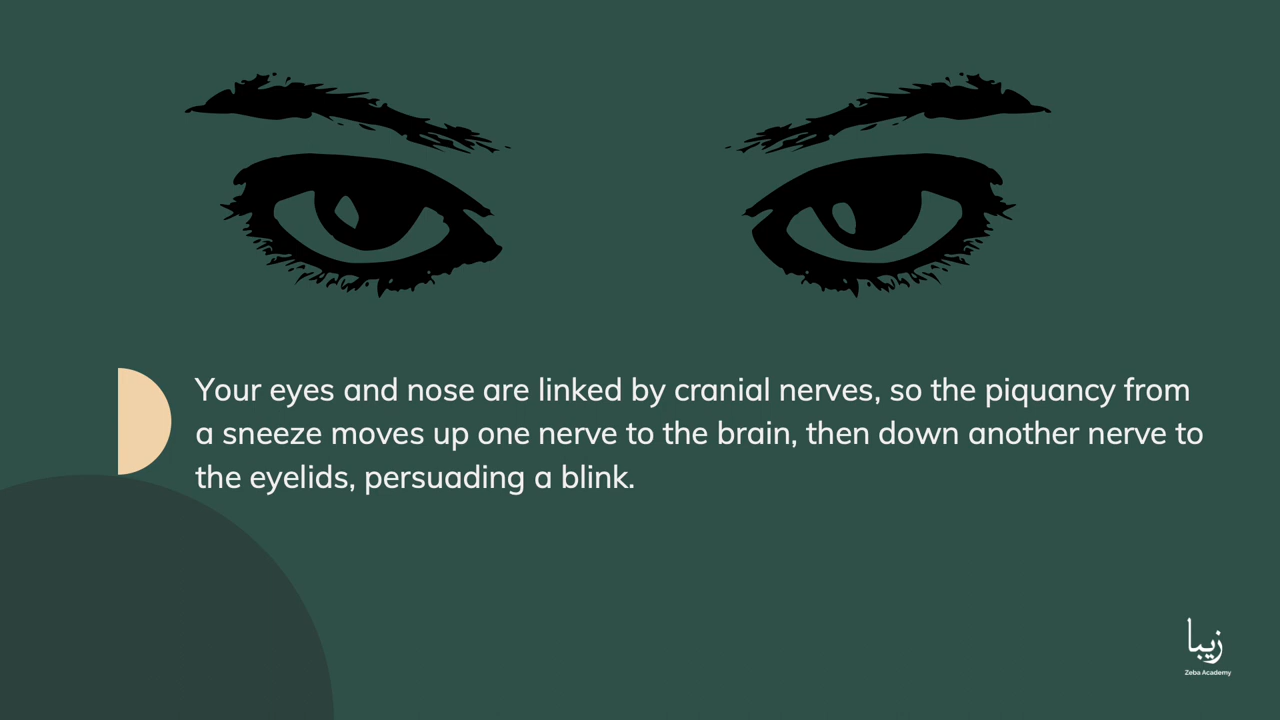 Your eyes and nose are linked by cranial nerves, so the piquancy from
a sneeze moves up one nerve to the brain, then down another nerve to
the eyelids, persuading a blink.
زیبا
Zeba Academy